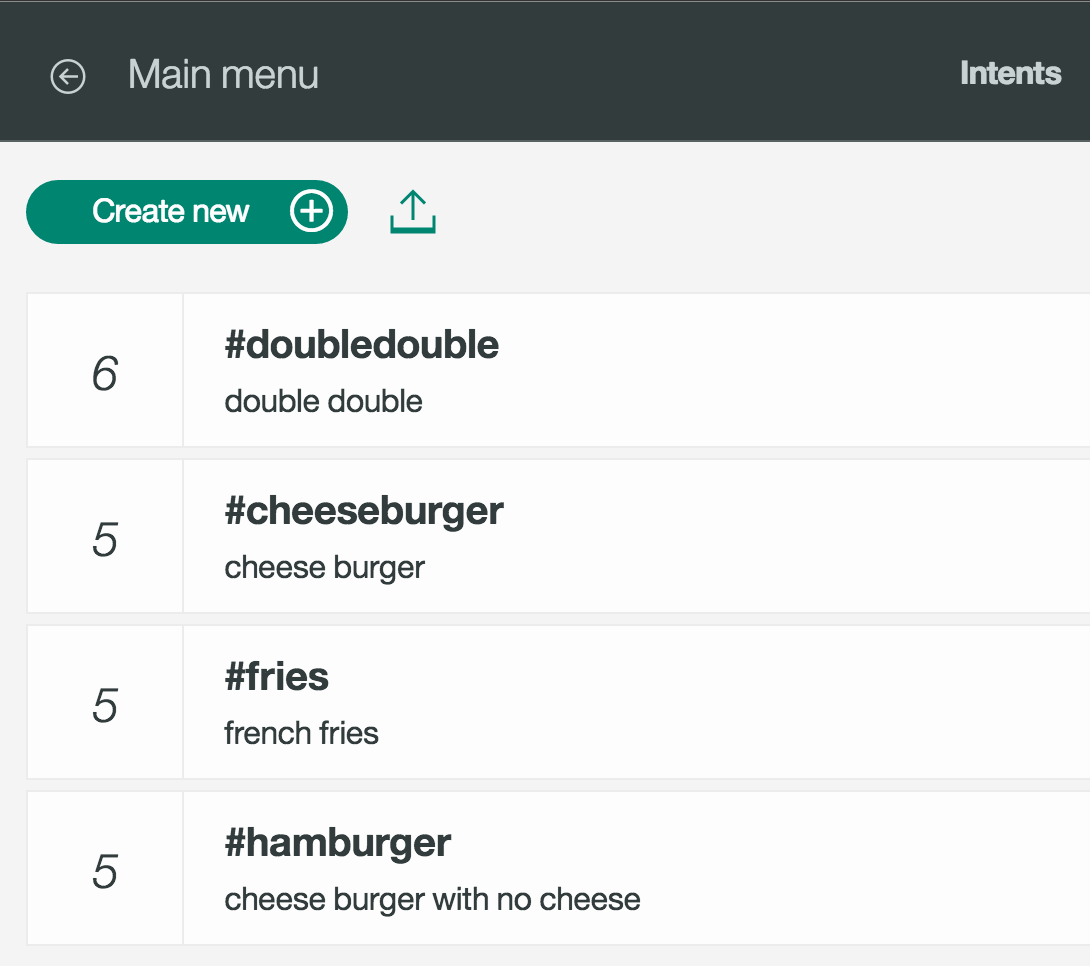 Main menu
Intents
Create new
6
#doubledouble
double double
5
#cheeseburger
cheese burger
5
#fries
french fries
5
#hamburger
cheese burger with no cheese